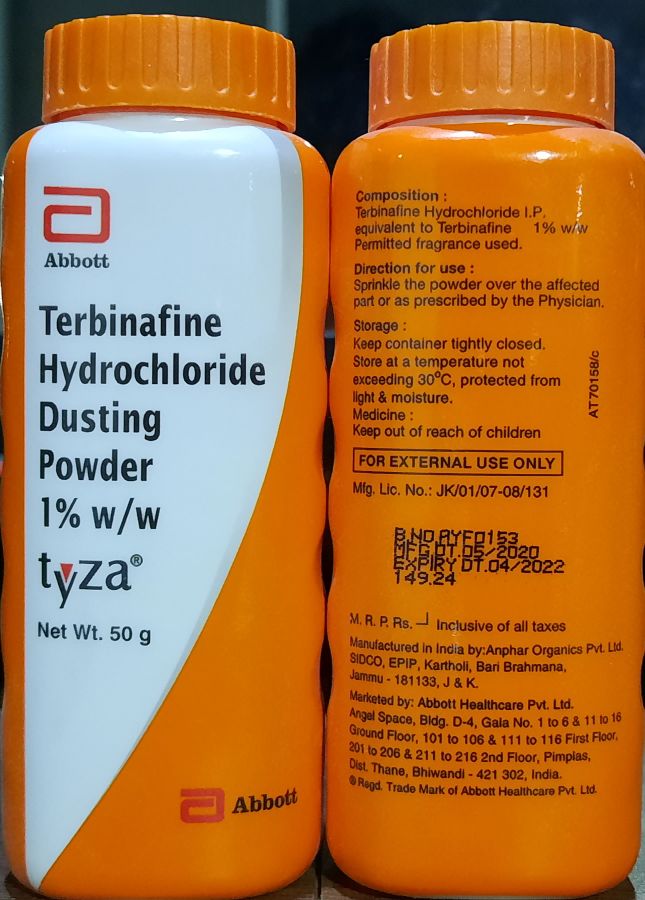 Abbott
Terbinafine
Hydrochloride
Dusting
Powder
1% w/w
tyza®
Net Wt. 50 g
Abbott
Composition :
Terbinafine Hydrochloride I.P.
equivalent to Terbinafine 1% w/w
Permitted fragrance used.
Direction for use :
Sprinkle the powder over the affected
part or as prescribed by the Physician.
Storage :
Keep container tightly closed.
Store at a temperature not
exceeding 30°C, protected from
light & moisture.
Medicine :
Keep out of reach of children
AT70158/c
FOR EXTERNAL USE ONLY
Mfg. Lic. No.: JK/01/07-08/131
B.NO.AYF0153
MFG DT.05/2020
EXPIRY DT.04/2022
149.24
M. R. P. Rs. Inclusive of all taxes
Manufactured in India by:Anphar Organics Pvt. Ltd.
SIDCO, EPIP, Kartholi, Bari Brahmana,
Jammu - 181133, J & K.
Marketed by: Abbott Healthcare Pvt. Ltd.
Angel Space, Bldg. D-4, Gala No. 1 to 6 & 11 to 16
Ground Floor, 101 to 106 & 111 to 116 First Floor,
201 to 206 & 211 to 216 2nd Floor, Pimplas,
Dist. Thane, Bhiwandi - 421 302, India.
® Regd. Trade Mark of Abbott Healthcare Pvt. Ltd.